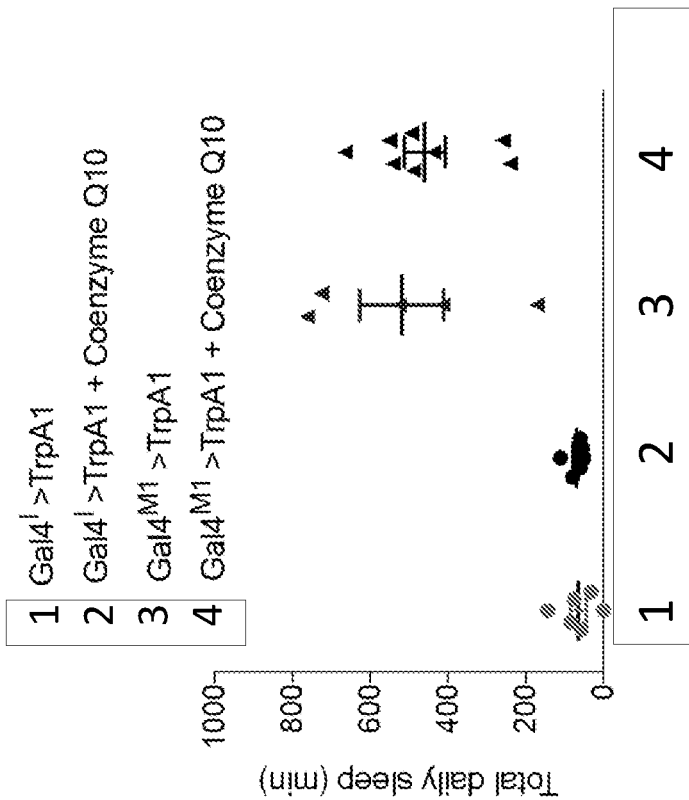 1 Gal4^I >TrpA1
2 Gal4^I >TrpA1 + Coenzyme Q10
3 Gal4^M1 >TrpA1
4 Gal4^M1 >TrpA1 + Coenzyme Q10
Total daily sleep (min)
1000
800
600
400
200
0
1 2 3 4